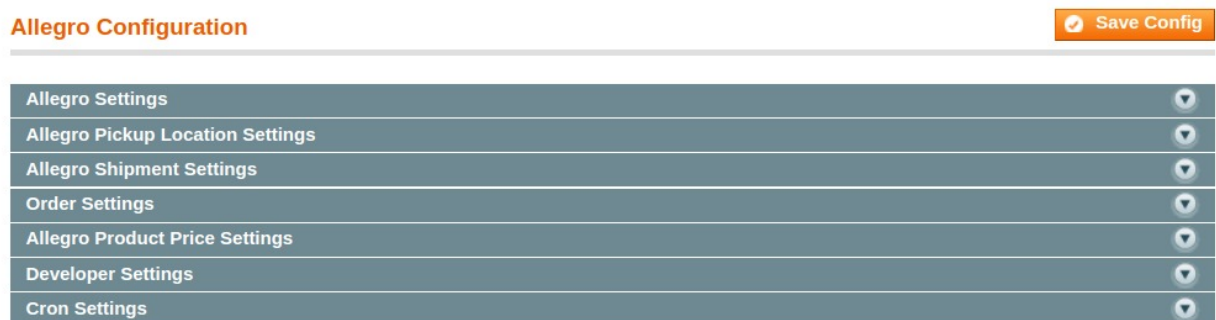 Allegro Configuration
Save Config
Allegro Settings
Allegro Pickup Location Settings
Allegro Shipment Settings
Order Settings
Allegro Product Price Settings
Developer Settings
Cron Settings